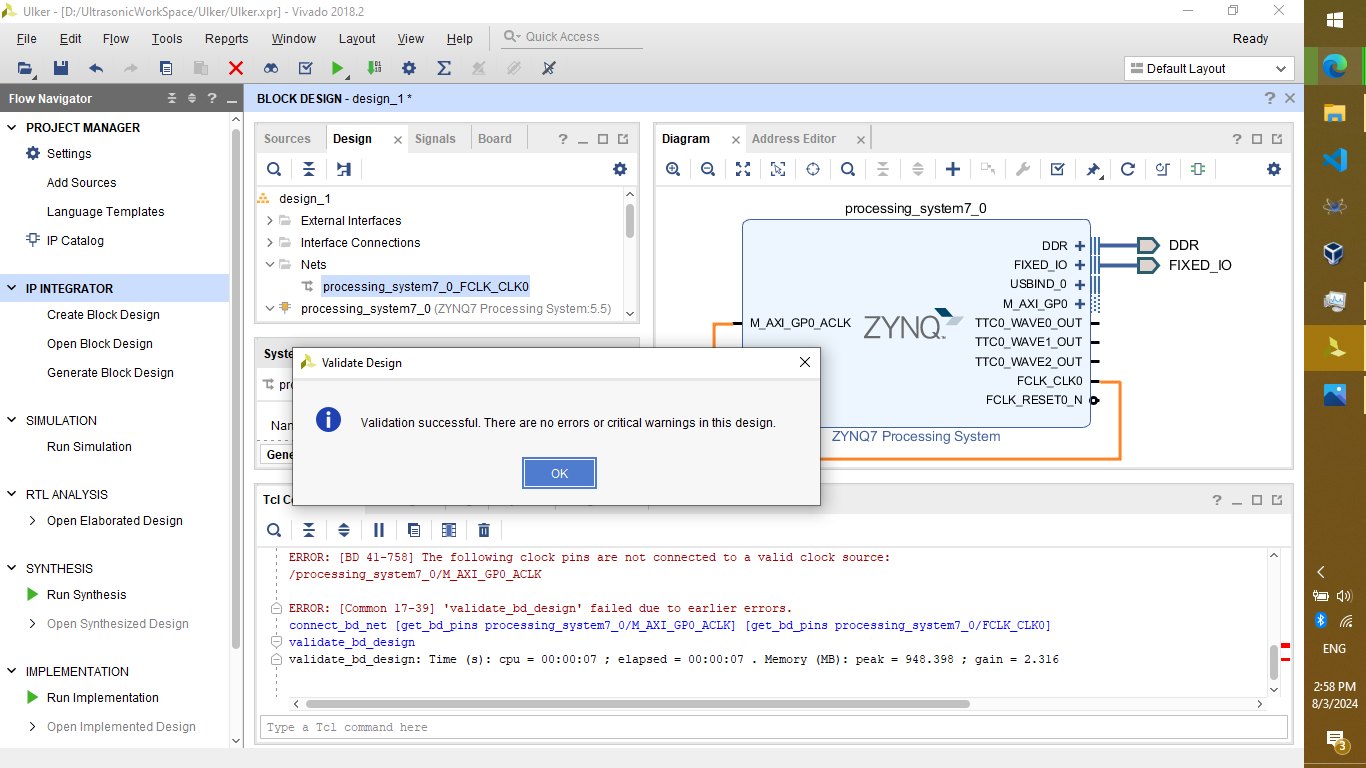 Ulker - [D:/UltrasonicWorkSpace/Ulker/Ulker.xpr] - Vivado 2018.2
File Edit Flow Tools Reports Window Layout View Help Quick Access Ready
Default Layout
Flow Navigator
PROJECT MANAGER
Settings
Add Sources
Language Templates
IP Catalog
IP INTEGRATOR
Create Block Design
Open Block Design
Generate Block Design
SIMULATION
Run Simulation
RTL ANALYSIS
Open Elaborated Design
SYNTHESIS
Run Synthesis
Open Synthesized Design
IMPLEMENTATION
Run Implementation
Open Implemented Design
BLOCK DESIGN - design_1 *
Sources Design Signals Board
design_1
External Interfaces
Interface Connections
Nets
processing_system7_0_FCLK_CLK0
processing_system7_0 (ZYNQ7 Processing System:5.5)
Diagram Address Editor
processing_system7_0
DDR
FIXED_IO
USBIND_0
M_AXI_GP0
M_AXI_GP0_ACLK
ZYNQ
TTC0_WAVE0_OUT
TTC0_WAVE1_OUT
TTC0_WAVE2_OUT
FCLK_CLK0
FCLK_RESET0_N
DDR
FIXED_IO
ZYNQ7 Processing System
Validate Design
Validation successful. There are no errors or critical warnings in this design.
OK
ERROR: [BD 41-758] The following clock pins are not connected to a valid clock source:
/processing_system7_0/M_AXI_GP0_ACLK
ERROR: [Common 17-39] 'validate_bd_design' failed due to earlier errors.
connect_bd_net [get_bd_pins processing_system7_0/M_AXI_GP0_ACLK] [get_bd_pins processing_system7_0/FCLK_CLK0]
validate_bd_design
validate_bd_design: Time (s): cpu = 00:00:07 ; elapsed = 00:00:07 . Memory (MB): peak = 948.398 ; gain = 2.316
Type a Tcl command here
ENG
2:58 PM
8/3/2024
3